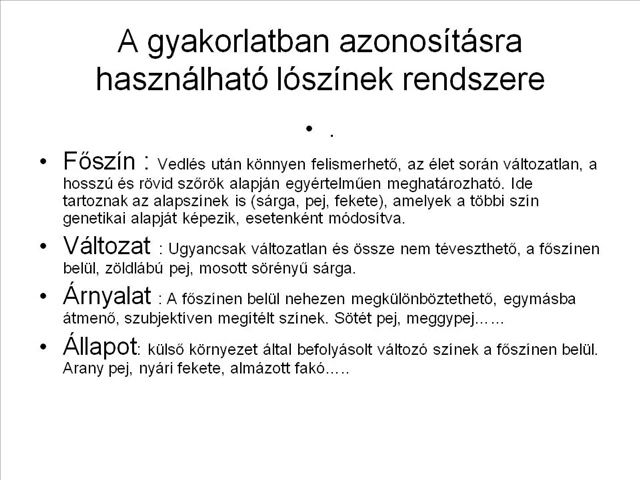 A gyakorlatban azonosításra
használható lószínek rendszere
• .
• Főszín : Vedlés után könnyen felismerhető, az élet során változatlan, a
hosszú és rövid szőrök alapján egyértelműen meghatározható. Ide
tartoznak az alapszínek is (sárga, pej, fekete), amelyek a többi szín
genetikai alapját képezik, esetenként módosítva.
• Változat : Ugyancsak változatlan és össze nem téveszthető, a főszínen
belül, zöldlábú pej, mosott sörényű sárga.
• Árnyalat : A főszínen belül nehezen megkülönböztethető, egymásba
átmenő, szubjektíven megítélt színek. Sötét pej, meggypej……
• Állapot: külső környezet által befolyásolt változó színek a főszínen belül.
Arany pej, nyári fekete, almázott fakó…..